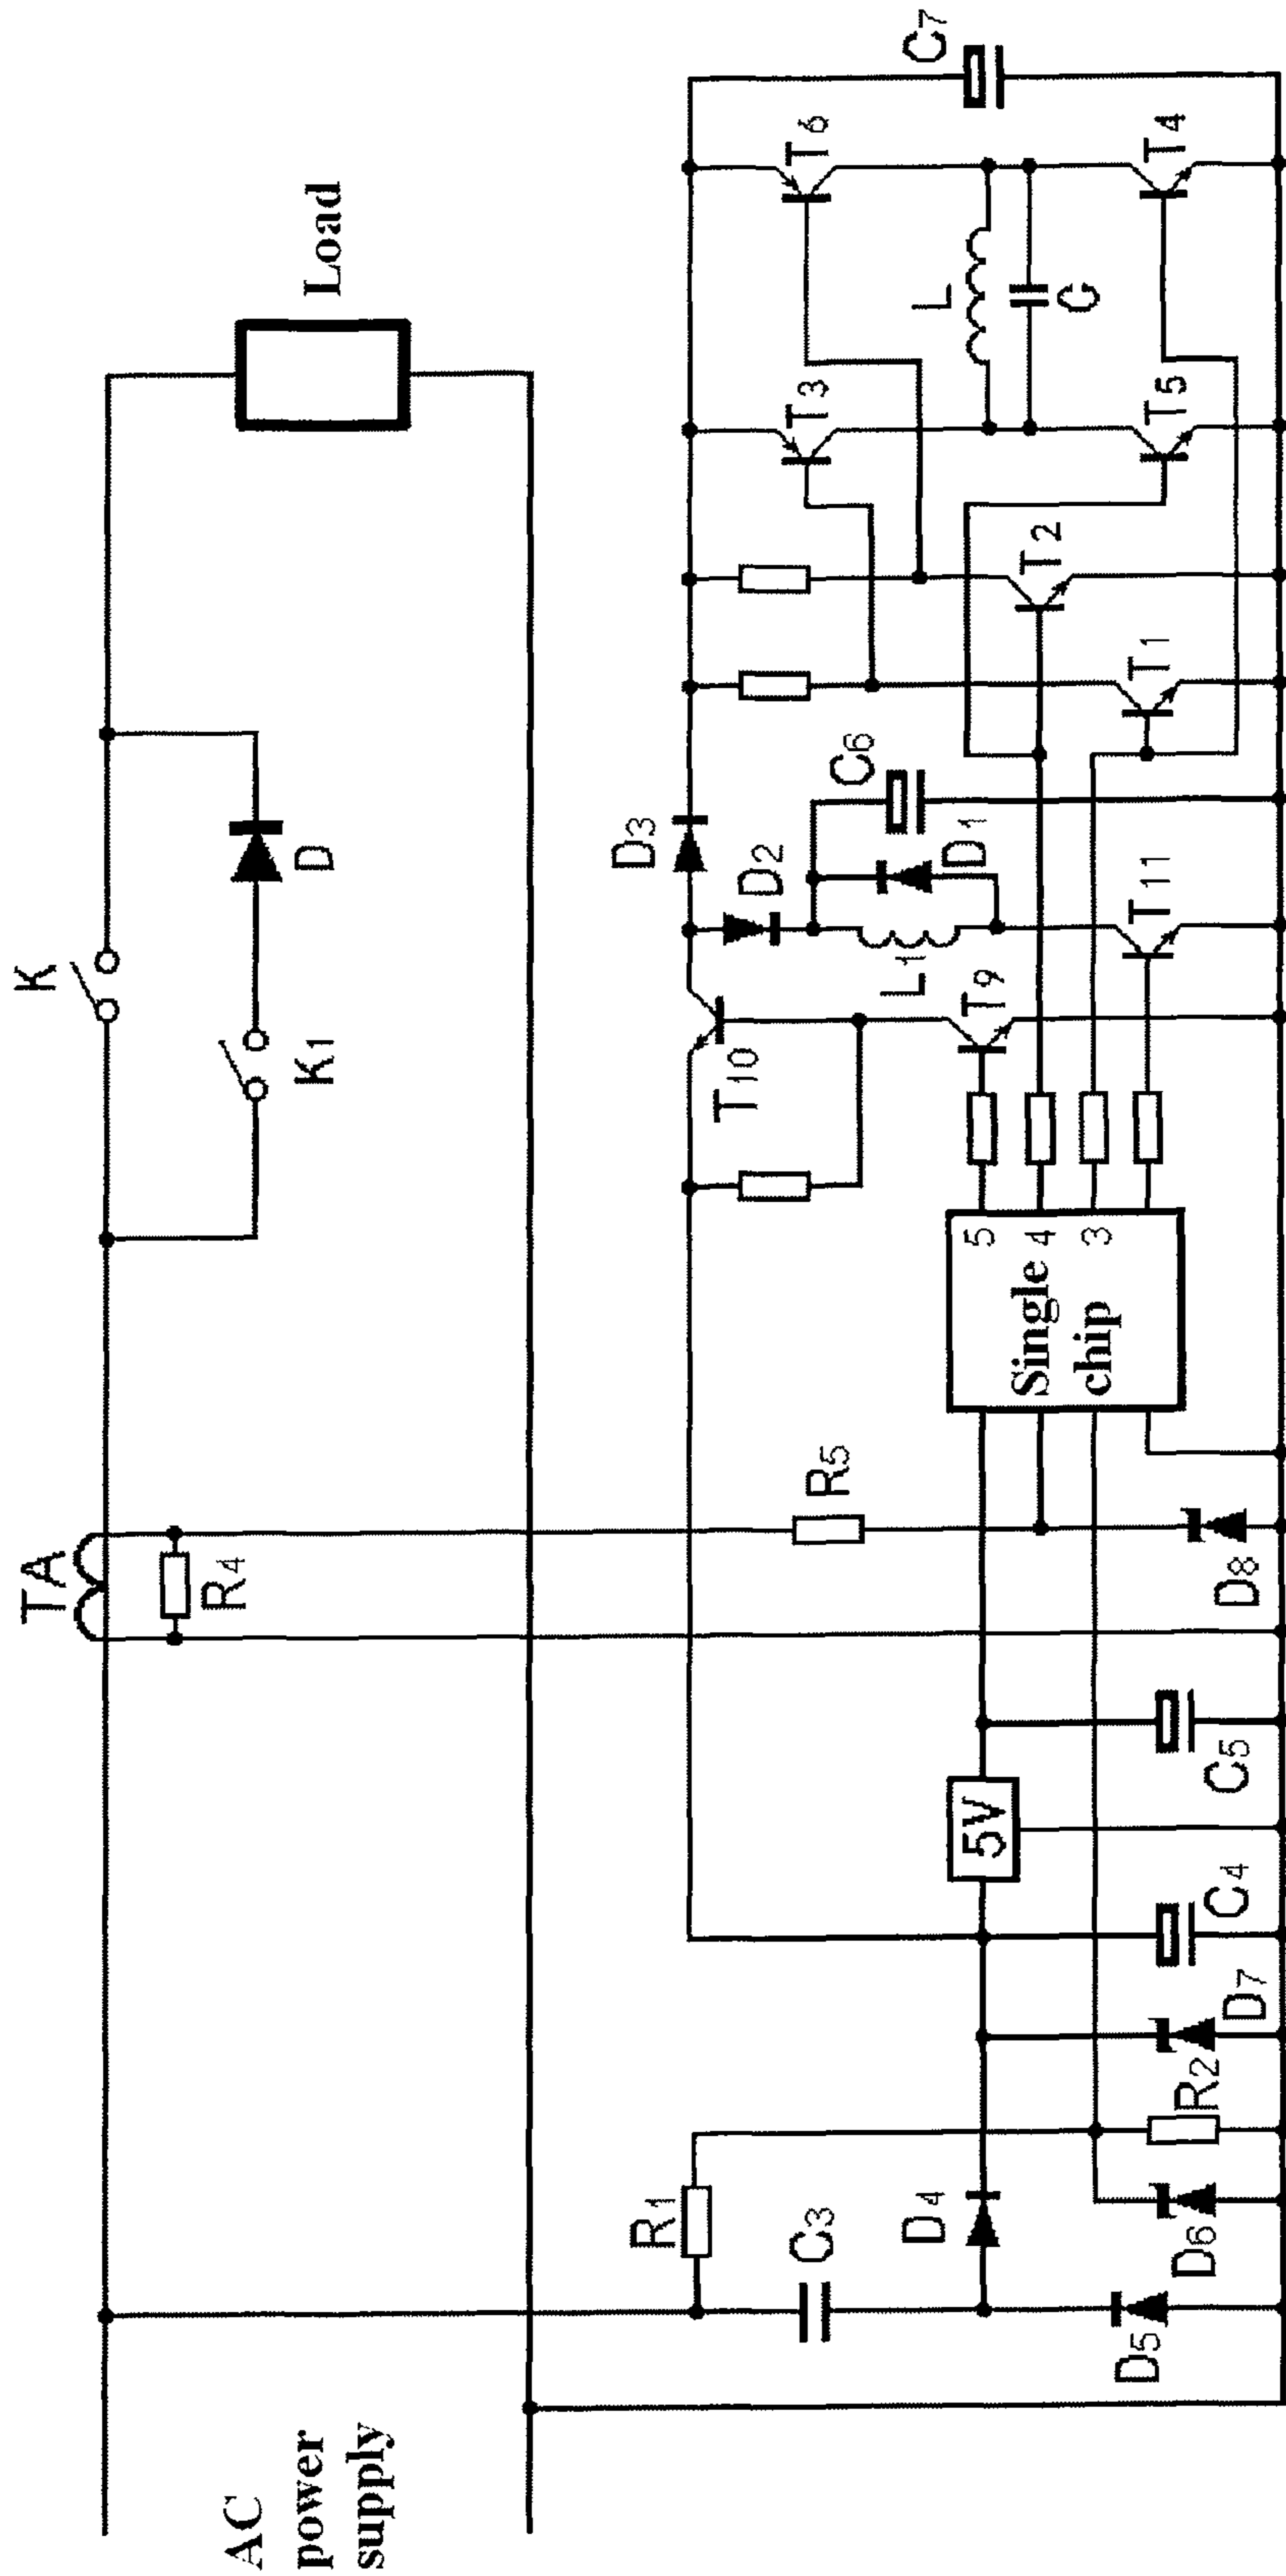 AC
power
supply
TA
R4
K
K1
D
Load
R1
C3
D4
D5
D6
R2
D7
C4
5V
C5
R5
D8
Single
chip
5
4
3
T10
T9
L1
D2
D3
D1
C6
T11
T1
T2
T3
T5
L
C
T6
T4
C7